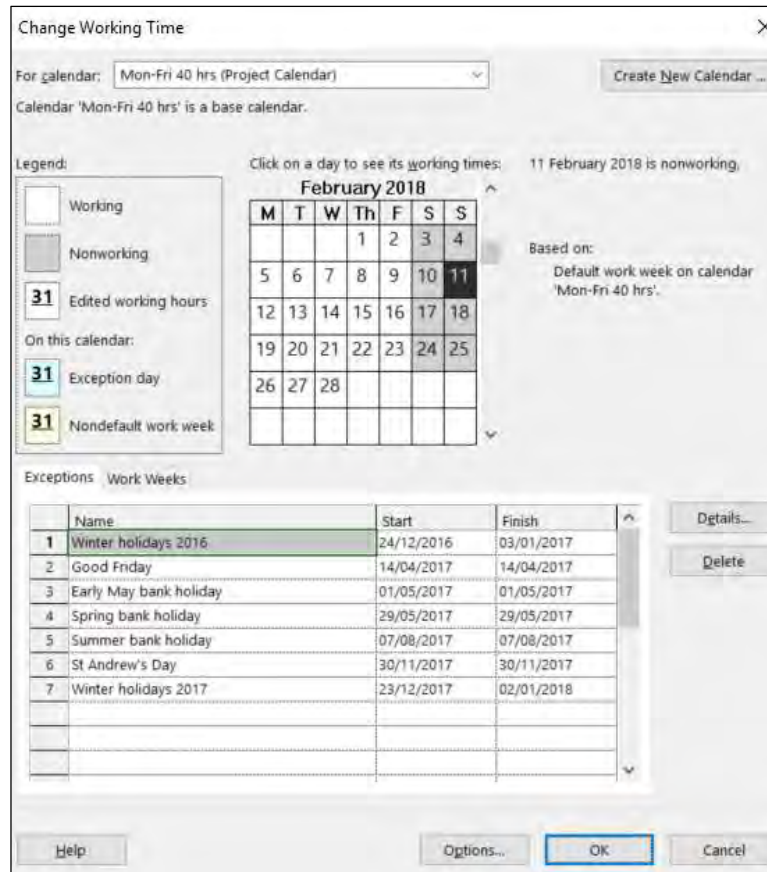 Change Working Time
For calendar: Mon-Fri 40 hrs (Project Calendar)
Create New Calendar ...
Calendar 'Mon-Fri 40 hrs' is a base calendar.
Legend:
Working
Nonworking
31 Edited working hours
On this calendar:
31 Exception day
31 Nondefault work week
Click on a day to see its working times:
February 2018
M T W Th F S S
1 2 3 4
5 6 7 8 9 10 11
12 13 14 15 16 17 18
19 20 21 22 23 24 25
26 27 28
11 February 2018 is nonworking.
Based on:
Default work week on calendar
'Mon-Fri 40 hrs'.
Exceptions Work Weeks
Name Start Finish
1 Winter holidays 2016 24/12/2016 03/01/2017
2 Good Friday 14/04/2017 14/04/2017
3 Early May bank holiday 01/05/2017 01/05/2017
4 Spring bank holiday 29/05/2017 29/05/2017
5 Summer bank holiday 07/08/2017 07/08/2017
6 St Andrew's Day 30/11/2017 30/11/2017
7 Winter holidays 2017 23/12/2017 02/01/2018
Details...
Delete
Help
Options...
OK
Cancel